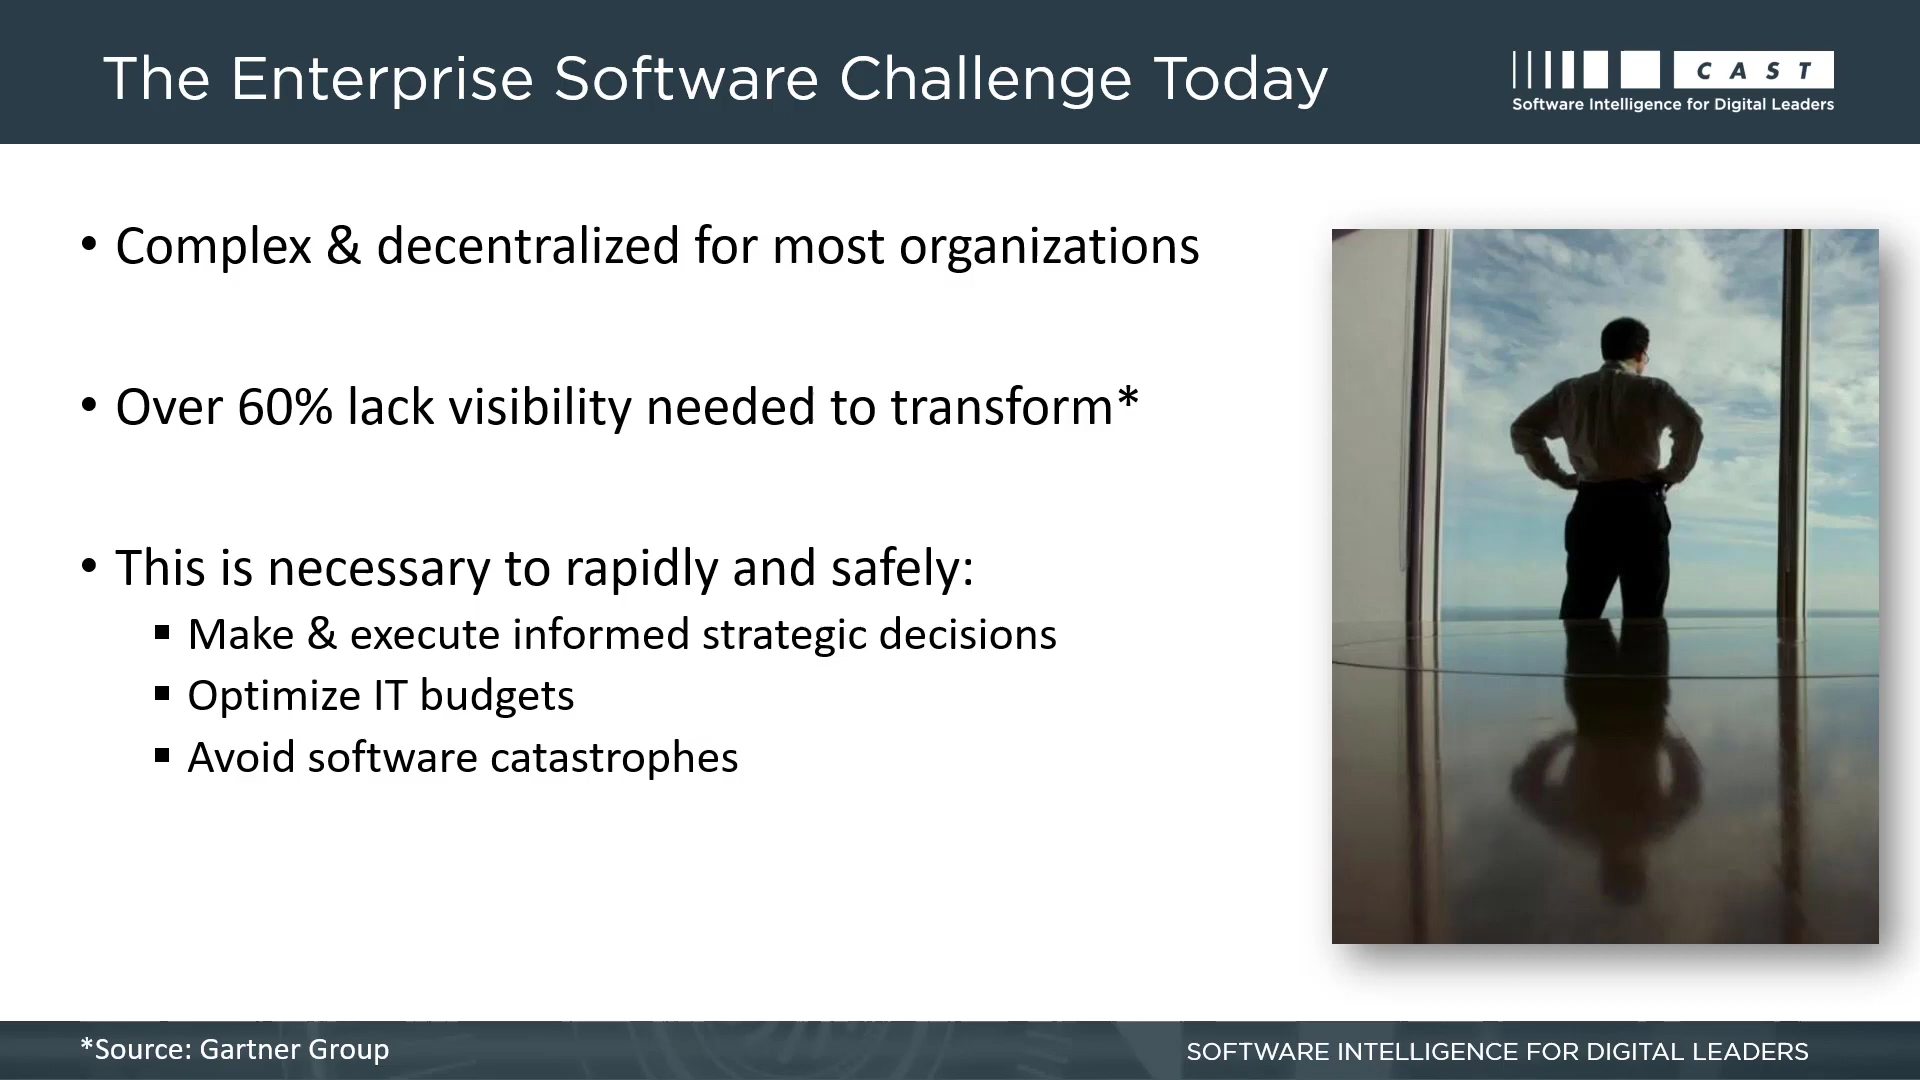 The Enterprise Software Challenge Today
CAST
Software Intelligence for Digital Leaders
• Complex & decentralized for most organizations
• Over 60% lack visibility needed to transform*
• This is necessary to rapidly and safely:
▪ Make & execute informed strategic decisions
▪ Optimize IT budgets
▪ Avoid software catastrophes
*Source: Gartner Group
SOFTWARE INTELLIGENCE FOR DIGITAL LEADERS